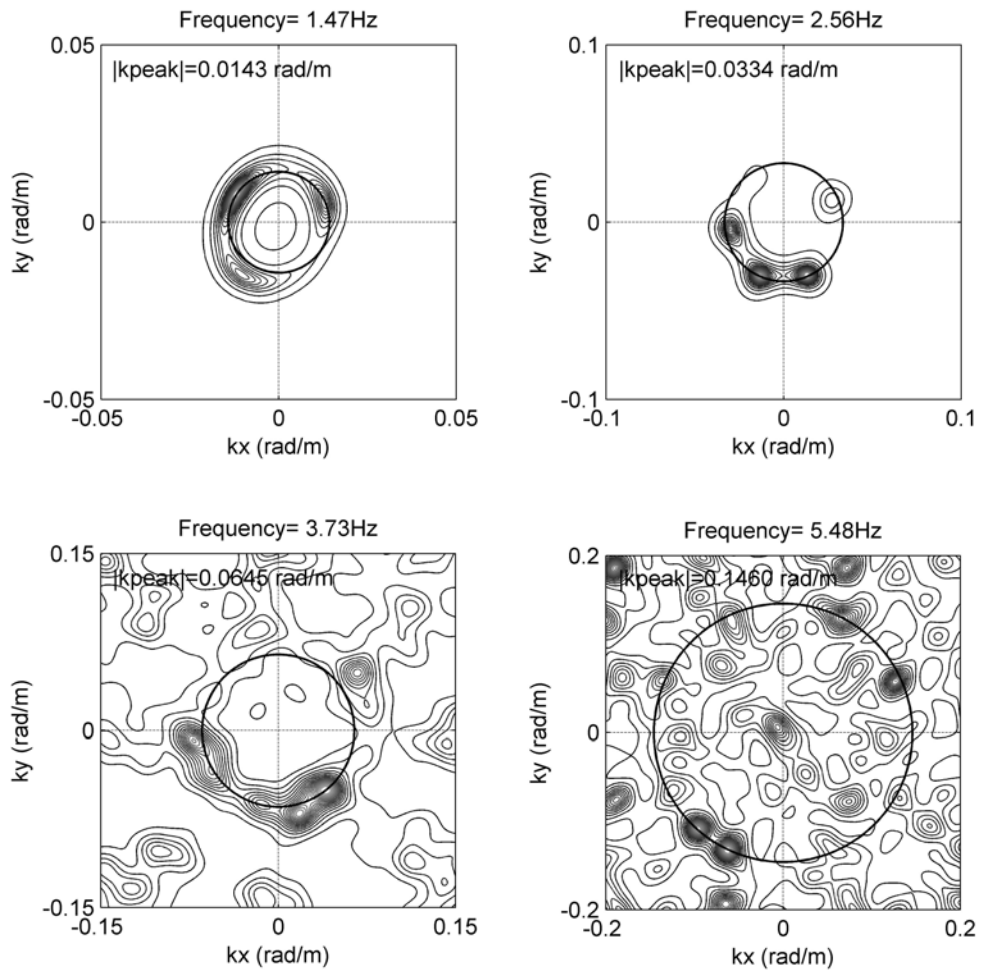 Frequency= 1.47Hz
0.05
|kpeak|=0.0143 rad/m
ky (rad/m)
0
-0.05
-0.05
0
0.05
kx (rad/m)
Frequency= 2.56Hz
0.1
|kpeak|=0.0334 rad/m
ky (rad/m)
0
-0.1
-0.1
0
0.1
kx (rad/m)
Frequency= 3.73Hz
0.15
|kpeak|=0.0645 rad/m
ky (rad/m)
0
-0.15
-0.15
0
0.15
kx (rad/m)
Frequency= 5.48Hz
0.2
|kpeak|=0.1460 rad/m
ky (rad/m)
0
-0.2
-0.2
0
0.2
kx (rad/m)